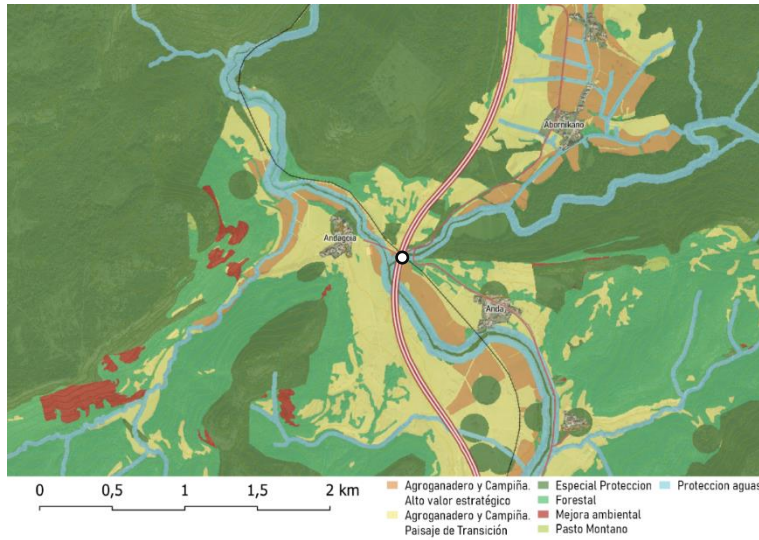 Abornikano
Andagoia
Anda
0 0,5 1 1,5 2 km
Agroganadero y Campiña.
Alto valor estratégico
Agroganadero y Campiña.
Paisaje de Transición
Especial Proteccion
Forestal
Mejora ambiental
Pasto Montano
Proteccion aguas